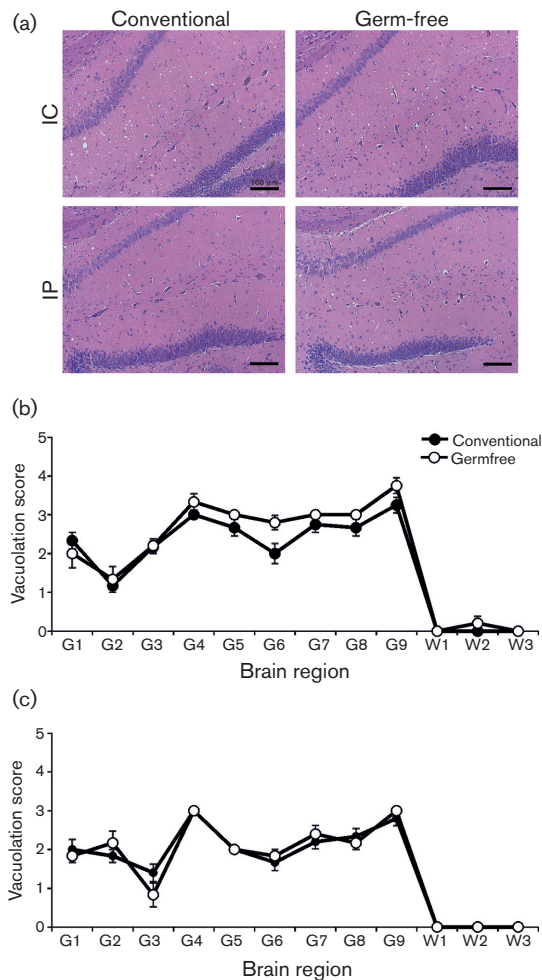 (a)
Conventional
Germ-free
IC
100 µm
IP
(b)
5
4
3
2
1
0
Vacuolation score
Conventional
Germfree
G1 G2 G3 G4 G5 G6 G7 G8 G9 W1 W2 W3
Brain region
(c)
5
4
3
2
1
0
Vacuolation score
G1 G2 G3 G4 G5 G6 G7 G8 G9 W1 W2 W3
Brain region